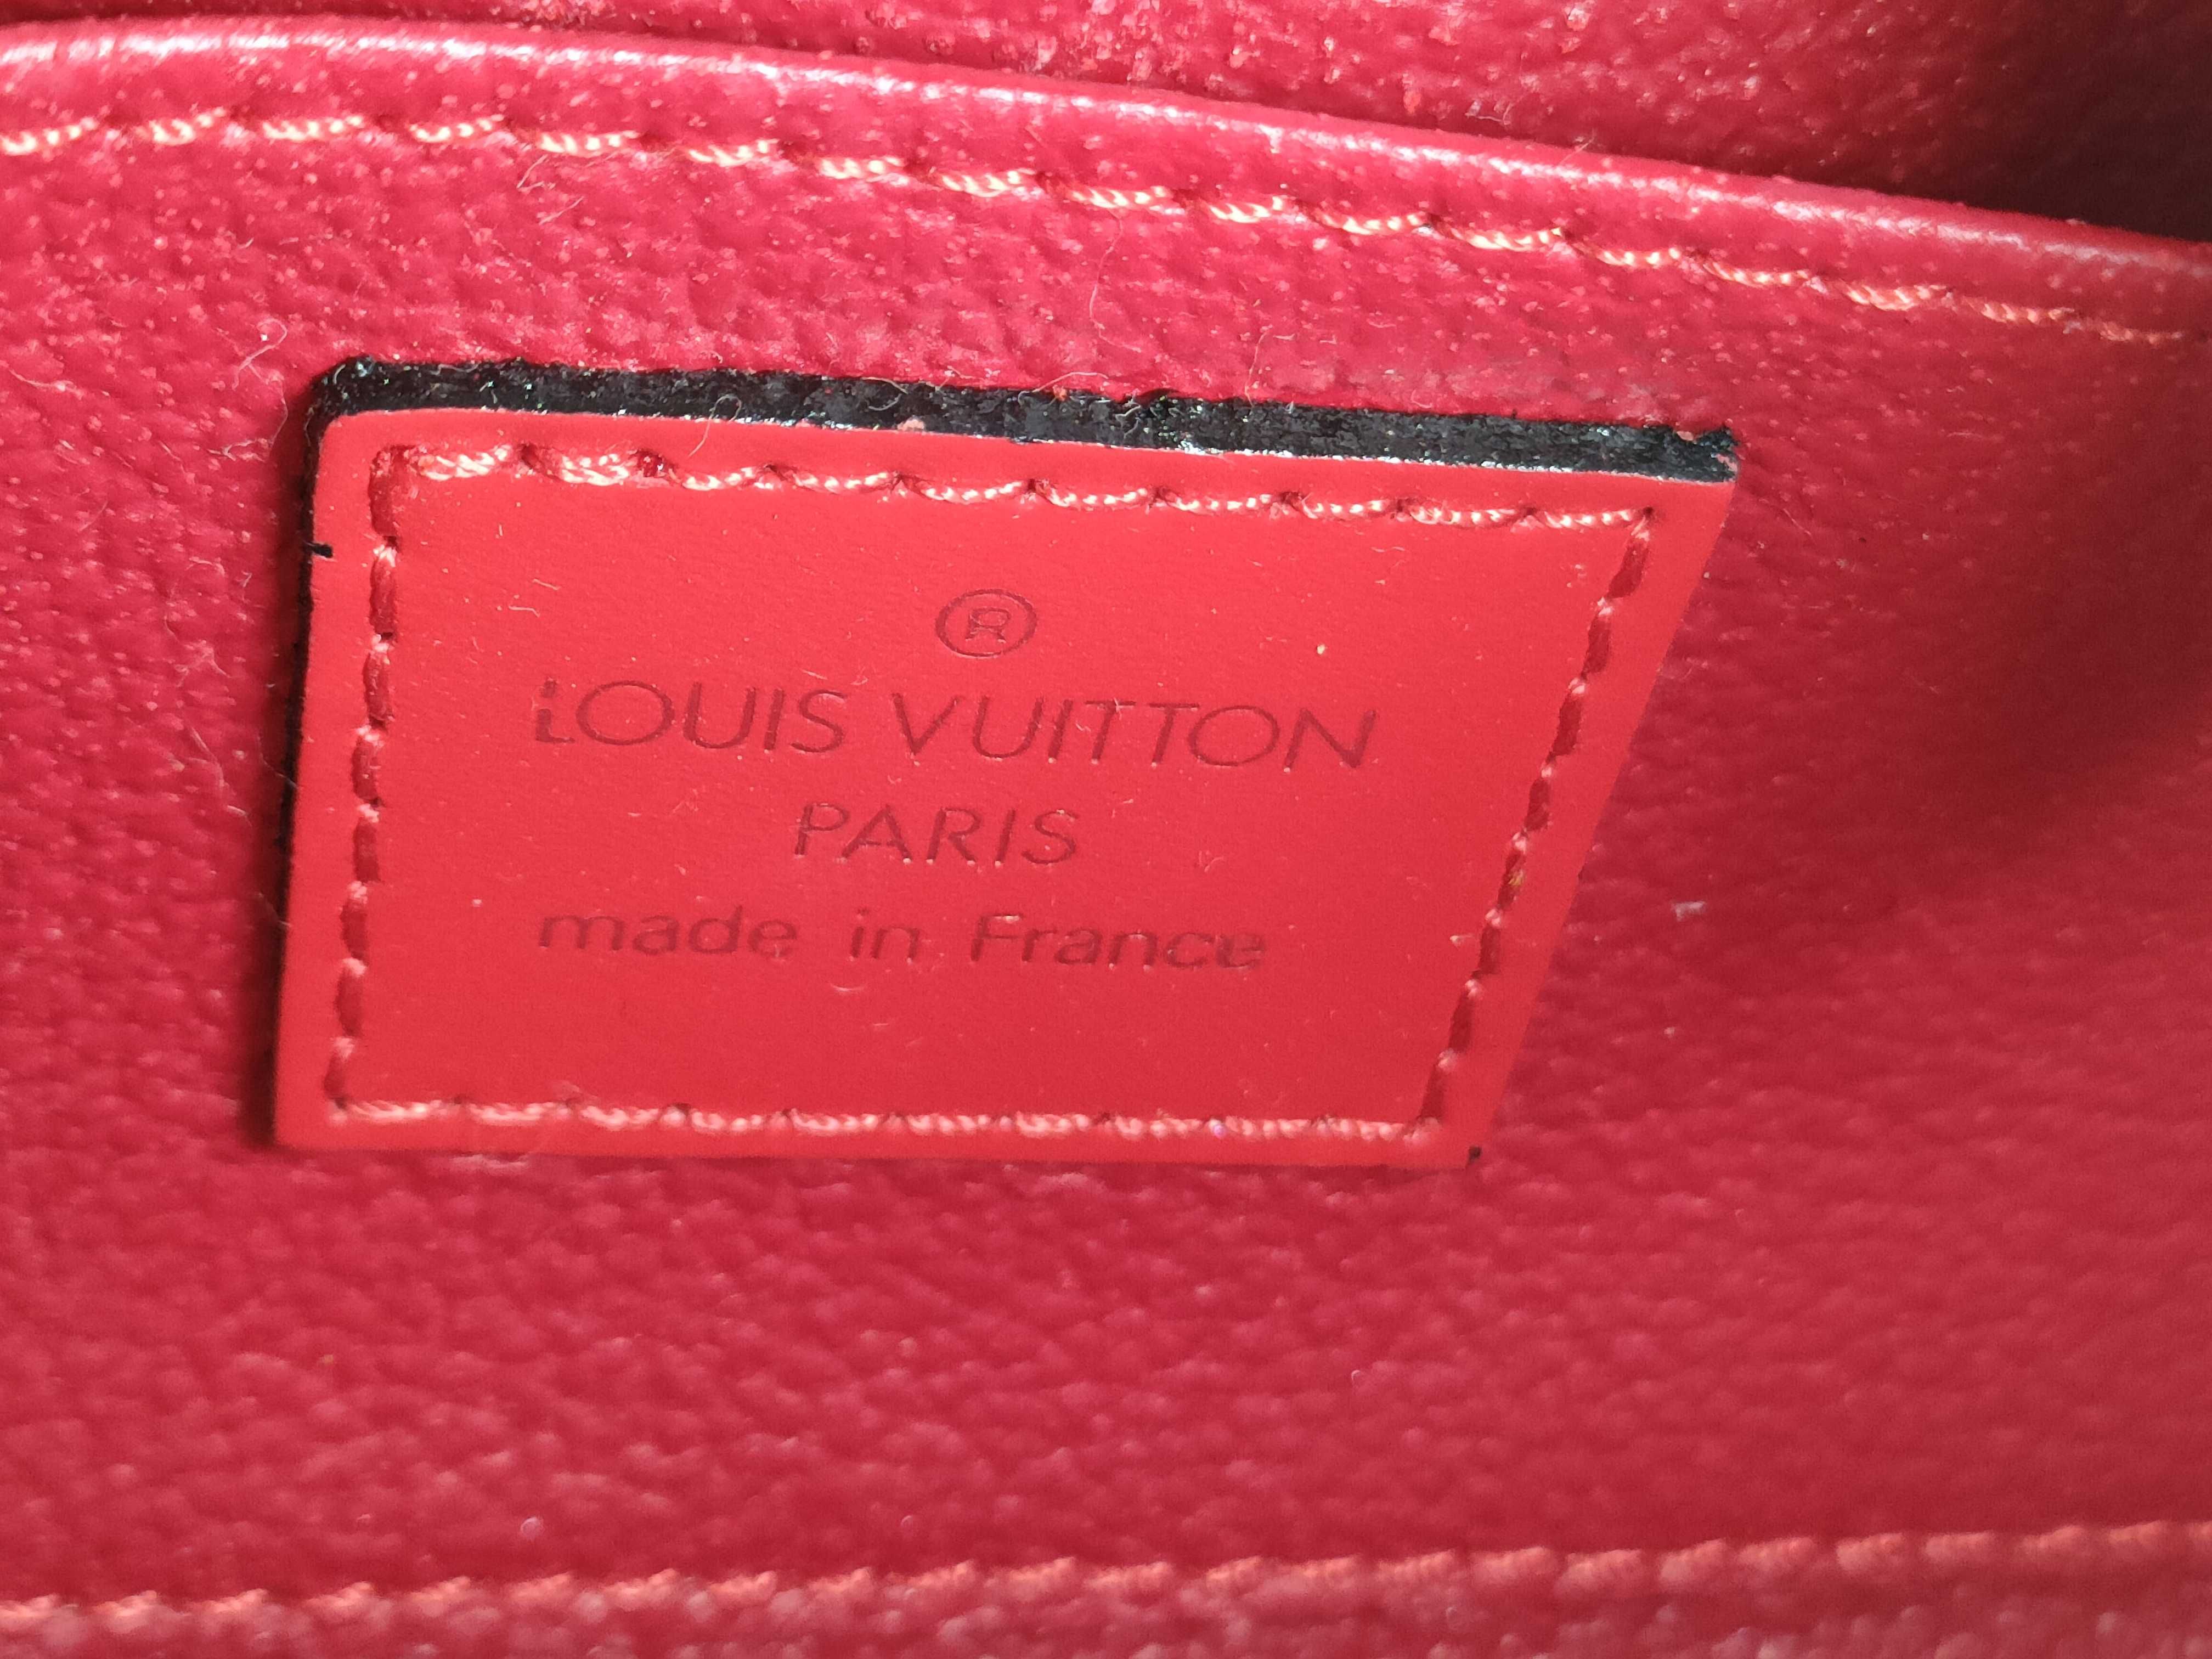 ®
LOUIS VUITTON
PARIS
made in France